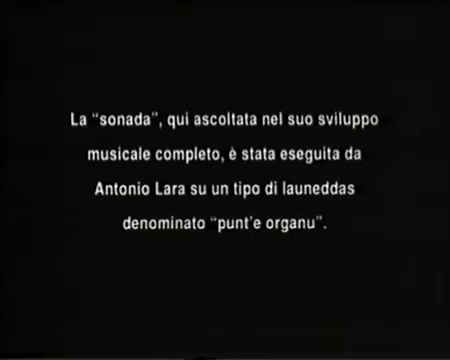 La “sonada”, qui ascoltata nel suo sviluppo
musicale completo, è stata eseguita da
Antonio Lara su un tipo di launeddas
denominato “punt'e organu”.